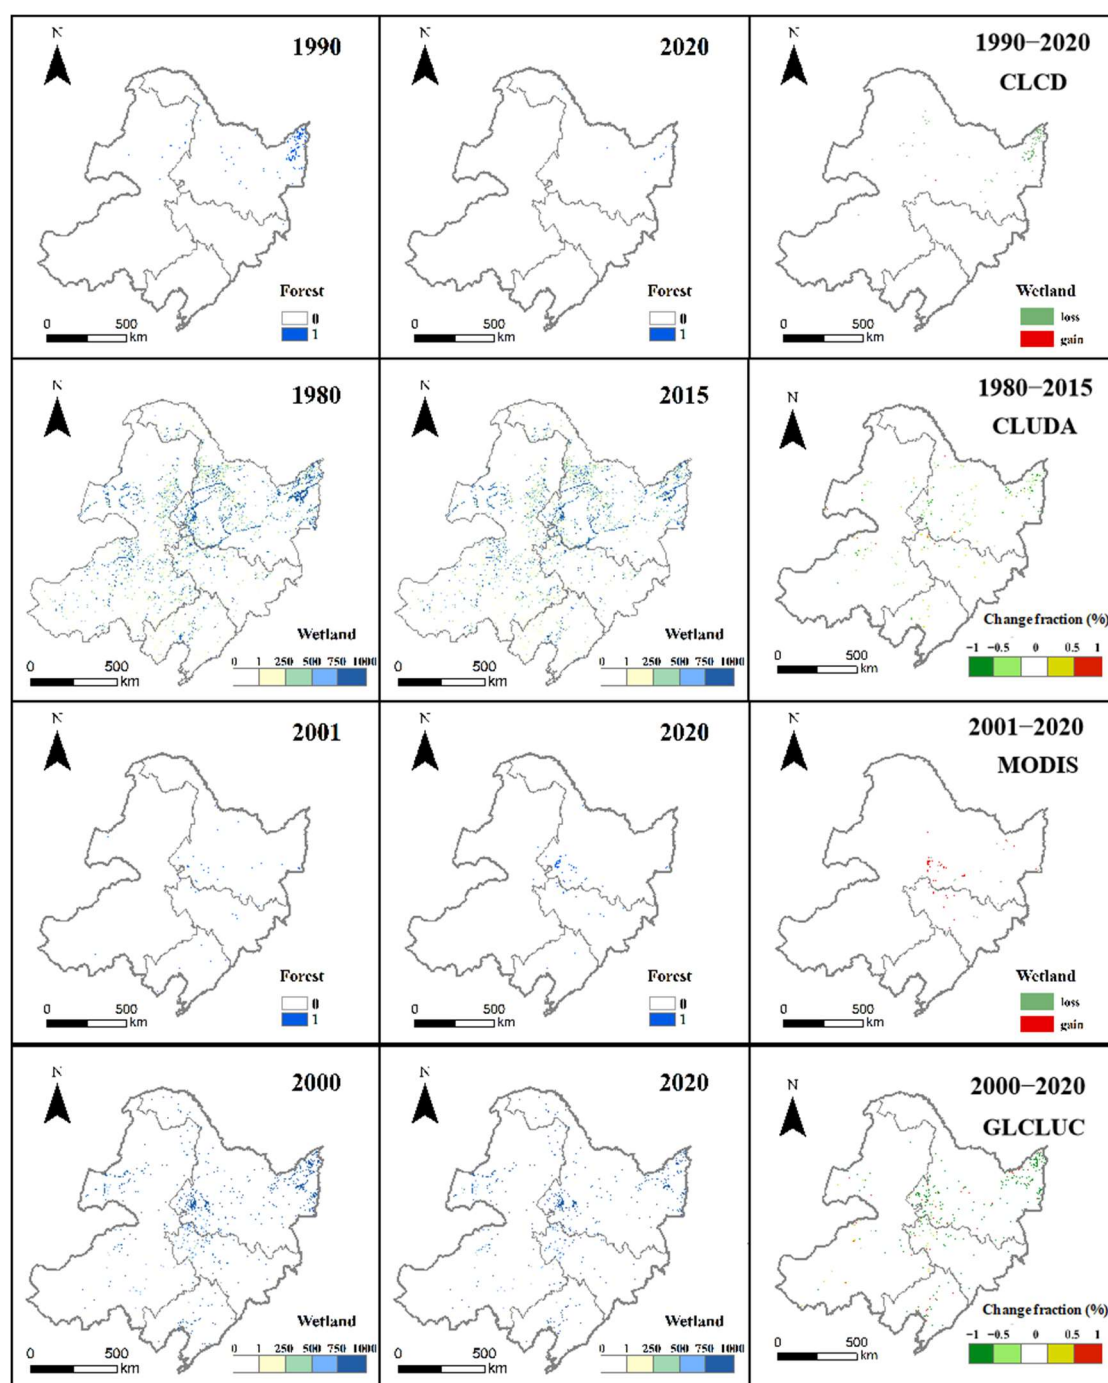 N
1990
Forest
0
1
0 500
km
N
2020
Forest
0
1
0 500
km
N
1990–2020
CLCD
Wetland
loss
gain
0 500
km
N
1980
Wetland
0 1 250 500 750 1000
0 500
km
N
2015
Wetland
0 1 250 500 750 1000
0 500
km
N
1980–2015
CLUDA
Change fraction (%)
−1 −0.5 0 0.5 1
0 500
km
N
2001
Forest
0
1
0 500
km
N
2020
Forest
0
1
0 500
km
N
2001–2020
MODIS
Wetland
loss
gain
0 500
km
N
2000
Wetland
0 1 250 500 750 1000
0 500
km
N
2020
Wetland
0 1 250 500 750 1000
0 500
km
N
2000–2020
GLCLUC
Change fraction (%)
−1 −0.5 0 0.5 1
0 500
km